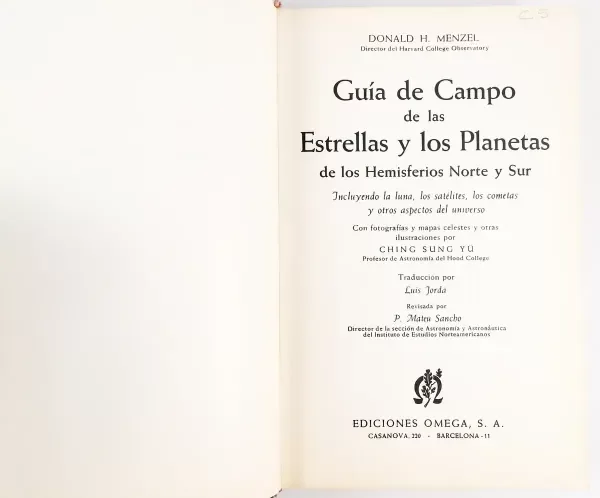 DONALD H. MENZEL
Director del Harvard College Observatory
Guía de Campo
de las
Estrellas y los Planetas
de los Hemisferios Norte y Sur
Incluyendo la luna, los satélites, los cometas
y otros aspectos del universo
Con fotografías y mapas celestes y otras
ilustraciones por
CHING SUNG YÜ
Profesor de Astronomía del Hood College
Traducción por
Luis Jorda
Revisada por
P. Mateu Sancho
Director de la sección de Astronomía y Astronáutica
del Instituto de Estudios Norteamericanos
EDICIONES OMEGA, S. A.
CASANOVA, 220 - BARCELONA-11